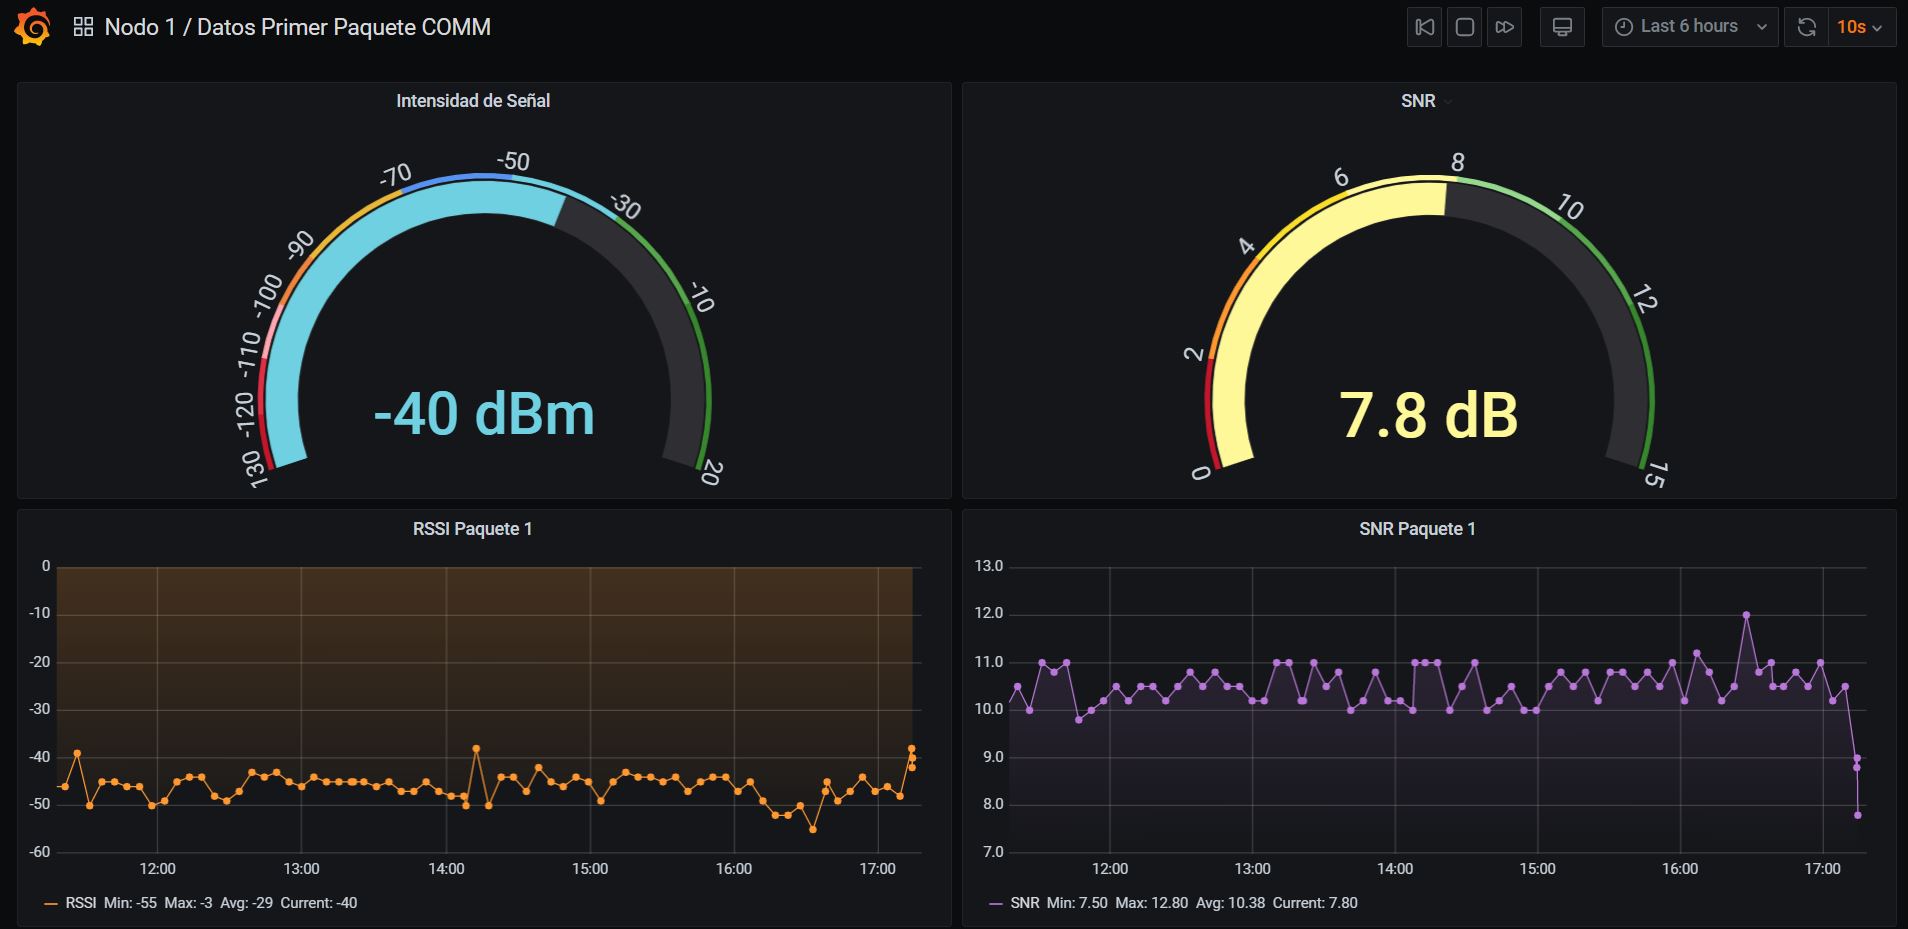 Nodo 1 / Datos Primer Paquete COMM
Last 6 hours
10s
Intensidad de Señal
-130
-120
-110
-100
-90
-70
-50
-30
-10
20
-40 dBm
SNR
0
2
4
6
8
10
12
15
7.8 dB
RSSI Paquete 1
0
-10
-20
-30
-40
-50
-60
12:00 13:00 14:00 15:00 16:00 17:00
RSSI Min: -55 Max: -3 Avg: -29 Current: -40
SNR Paquete 1
13.0
12.0
11.0
10.0
9.0
8.0
7.0
12:00 13:00 14:00 15:00 16:00 17:00
SNR Min: 7.50 Max: 12.80 Avg: 10.38 Current: 7.80